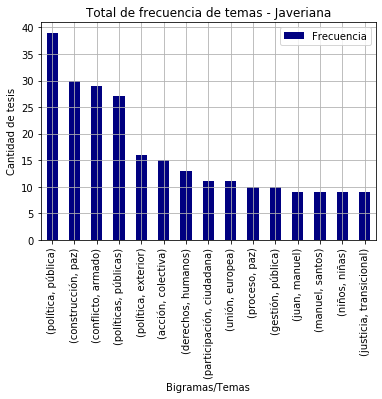 Total de frecuencia de temas - Javeriana
Frecuencia
Cantidad de tesis
40
35
30
25
20
15
10
5
0
(política, pública)
(construcción, paz)
(conflicto, armado)
(políticas, públicas)
(política, exterior)
(acción, colectiva)
(derechos, humanos)
(participación, ciudadana)
(unión, europea)
(proceso, paz)
(gestión, pública)
(juan, manuel)
(manuel, santos)
(niños, niñas)
(justicia, transicional)
Bigramas/Temas